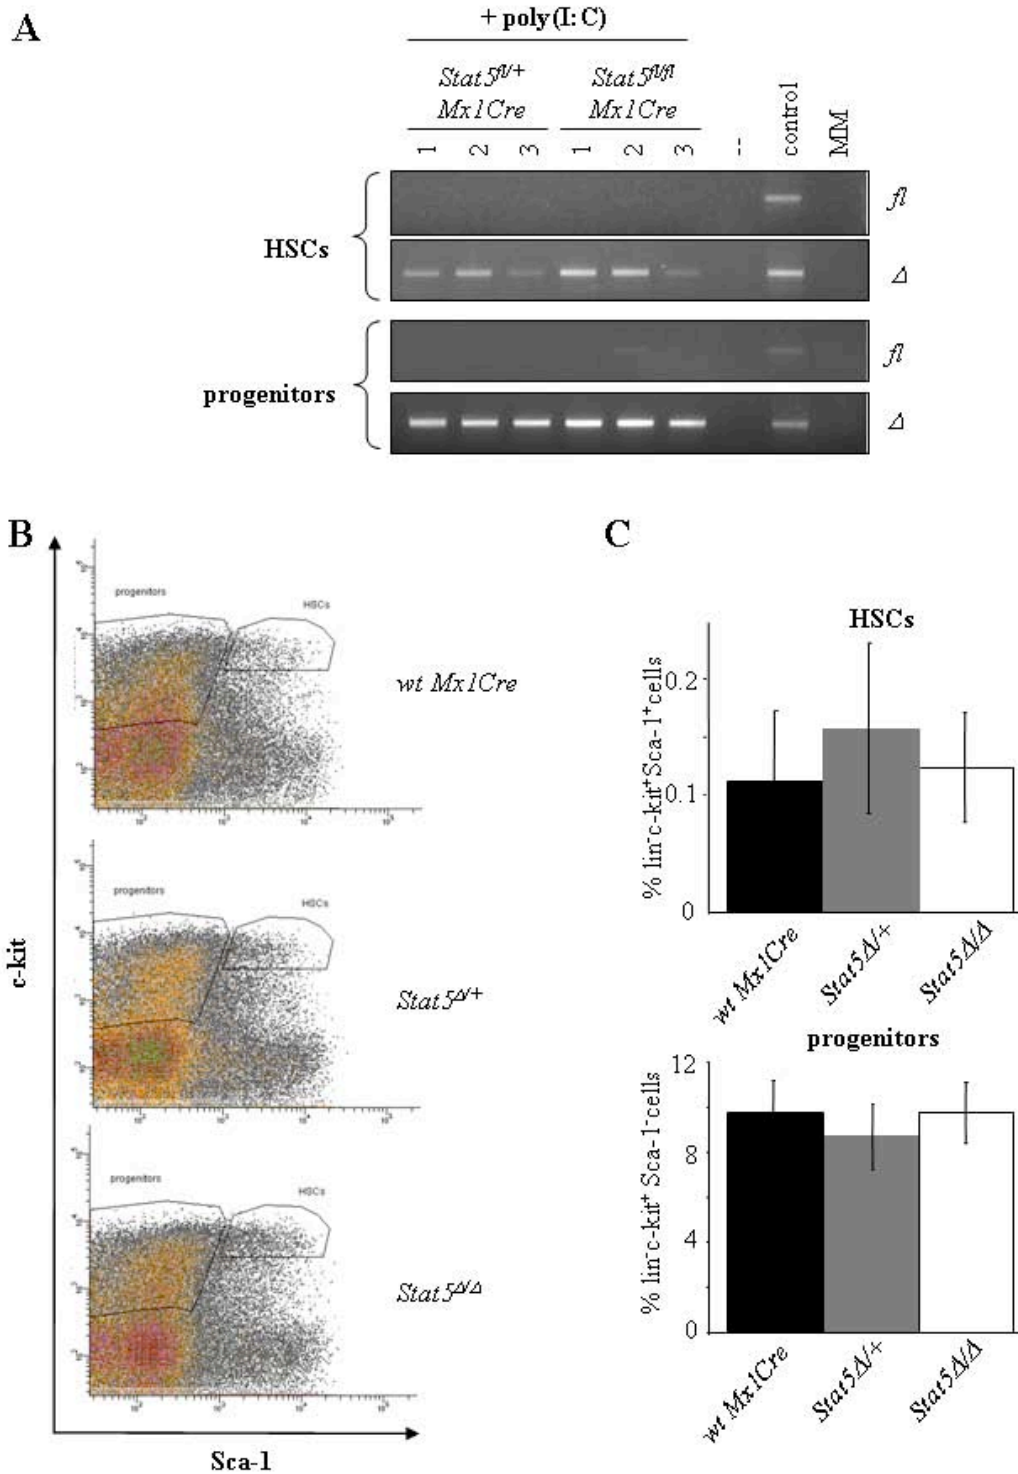 A
+ poly(I:C)
Stat5fl/+ Stat5fl/fl
Mx1Cre Mx1Cre
1 2 3 1 2 3 -- control MM
fl
HSCs
Δ
fl
progenitors
Δ
B
progenitors
HSCs
wt Mx1Cre
progenitors
HSCs
Stat5Δ/+
progenitors
HSCs
Stat5Δ/Δ
c-kit
Sca-1
C
HSCs
% lin-c-kit+Sca-1+cells
0.2
0.1
0
wt Mx1Cre
Stat5Δ/+
Stat5Δ/Δ
progenitors
% lin-c-kit+ Sca-1-cells
12
8
4
0
wt Mx1Cre
Stat5Δ/+
Stat5Δ/Δ